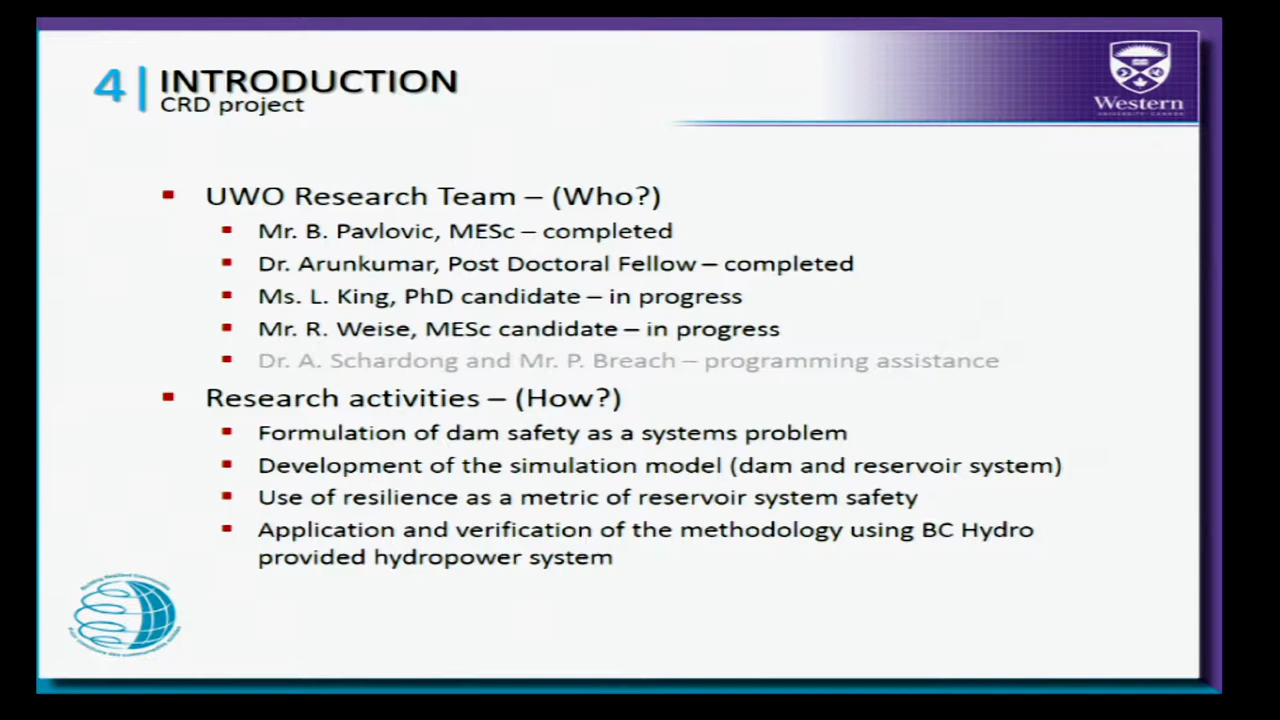 4 INTRODUCTION
CRD project
Western
UNIVERSITY · CANADA
UWO Research Team – (Who?)
Mr. B. Pavlovic, MESc – completed
Dr. Arunkumar, Post Doctoral Fellow – completed
Ms. L. King, PhD candidate – in progress
Mr. R. Weise, MESc candidate – in progress
Dr. A. Schardong and Mr. P. Breach – programming assistance
Research activities – (How?)
Formulation of dam safety as a systems problem
Development of the simulation model (dam and reservoir system)
Use of resilience as a metric of reservoir system safety
Application and verification of the methodology using BC Hydro
provided hydropower system